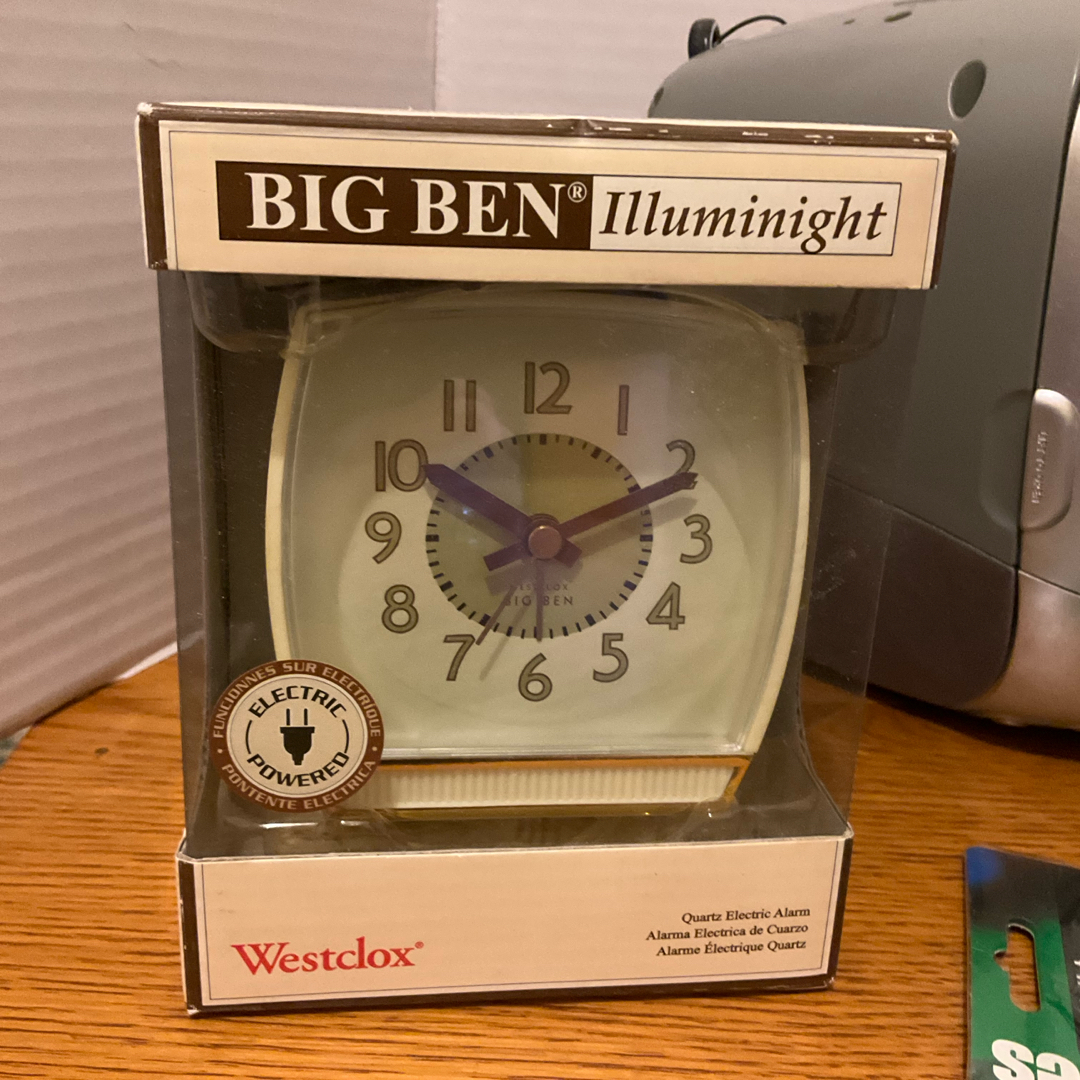 BIG BEN® Illuminight
12
11 1
10 2
9 3
8 4
7 5
6
BIG BEN
FUNCIONNES SUR ELECTRIQUE
ELECTRIC
POWERED
PONTENTE ELECTRICA
Westclox®
Quartz Electric Alarm
Alarma Electrica de Cuarzo
Alarme Électrique Quartz